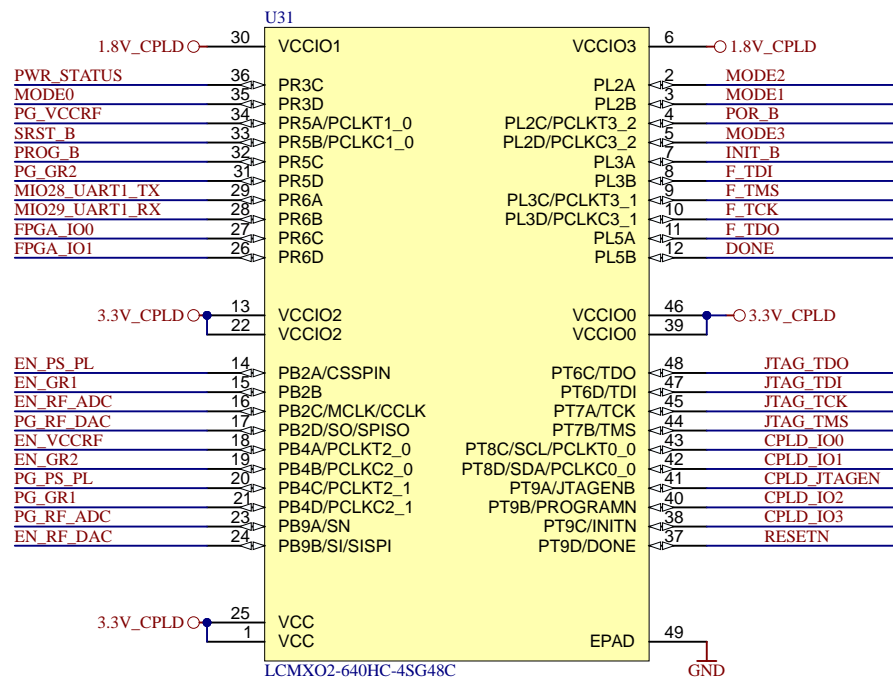 U31
1.8V_CPLD 30 VCCIO1 VCCIO3 6 1.8V_CPLD
PWR_STATUS 36 PR3C PL2A 2 MODE2
MODE0 35 PR3D PL2B 3 MODE1
PG_VCCRF 34 PR5A/PCLKT1_0 PL2C/PCLKT3_2 4 POR_B
SRST_B 33 PR5B/PCLKC1_0 PL2D/PCLKC3_2 5 MODE3
PROG_B 32 PR5C PL3A 7 INIT_B
PG_GR2 31 PR5D PL3B 8 F_TDI
MIO28_UART1_TX 29 PR6A PL3C/PCLKT3_1 9 F_TMS
MIO29_UART1_RX 28 PR6B PL3D/PCLKC3_1 10 F_TCK
FPGA_IO0 27 PR6C PL5A 11 F_TDO
FPGA_IO1 26 PR6D PL5B 12 DONE
3.3V_CPLD 13 VCCIO2 VCCIO0 46 3.3V_CPLD
22 VCCIO2 VCCIO0 39
EN_PS_PL 14 PB2A/CSSPIN PT6C/TDO 48 JTAG_TDO
EN_GR1 15 PB2B PT6D/TDI 47 JTAG_TDI
EN_RF_ADC 16 PB2C/MCLK/CCLK PT7A/TCK 45 JTAG_TCK
PG_RF_DAC 17 PB2D/SO/SPISO PT7B/TMS 44 JTAG_TMS
EN_VCCRF 18 PB4A/PCLKT2_0 PT8C/SCL/PCLKT0_0 43 CPLD_IO0
EN_GR2 19 PB4B/PCLKC2_0 PT8D/SDA/PCLKC0_0 42 CPLD_IO1
PG_PS_PL 20 PB4C/PCLKT2_1 PT9A/JTAGENB 41 CPLD_JTAGEN
PG_GR1 21 PB4D/PCLKC2_1 PT9B/PROGRAMN 40 CPLD_IO2
PG_RF_ADC 23 PB9A/SN PT9C/INITN 38 CPLD_IO3
EN_RF_DAC 24 PB9B/SI/SISPI PT9D/DONE 37 RESETN
3.3V_CPLD 25 VCC
1 VCC EPAD 49
LCMXO2-640HC-4SG48C GND